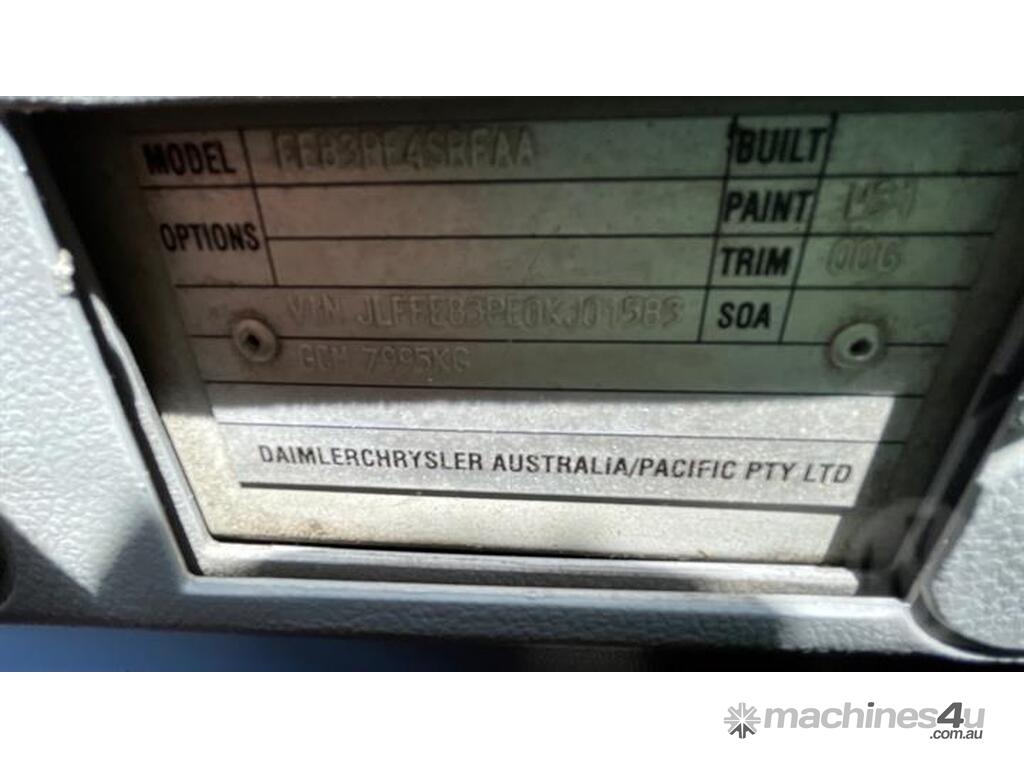 MODEL FE83PE4SRFAA BUILT
OPTIONS PAINT
TRIM 006
VIN JLFFE83PE0KJ01583 SOA
GCM 7995KG
DAIMLERCHRYSLER AUSTRALIA/PACIFIC PTY LTD
machines4u
.com.au